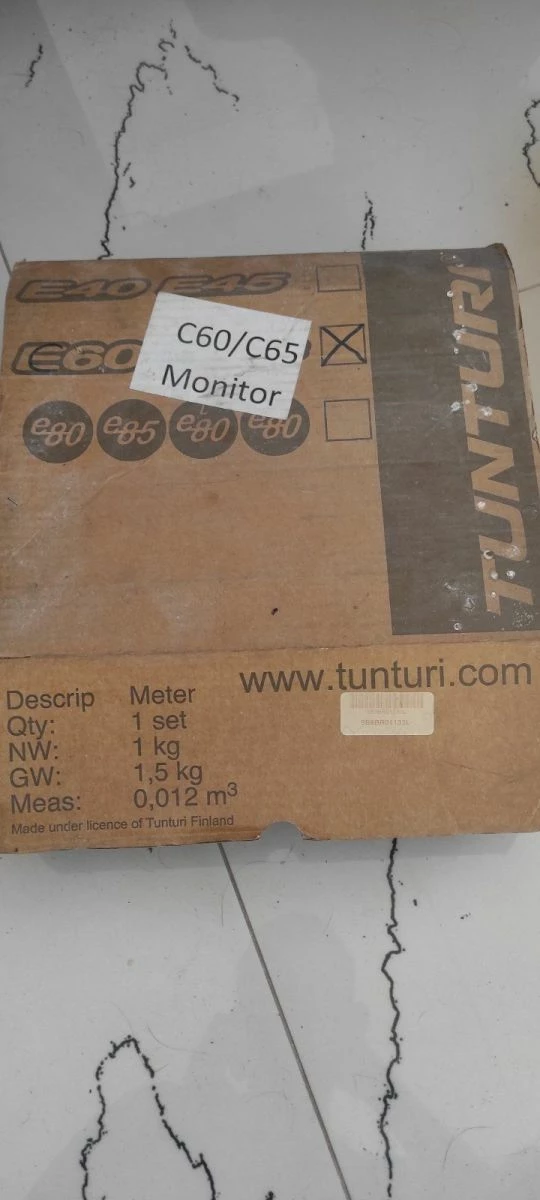 E40 E45
E60
C60/C65
Monitor
e80 e85 e80 e80
TUNTURI
www.tunturi.com
Descrip Meter
Qty: 1 set
NW: 1 kg
GW: 1,5 kg
Meas: 0,012 m³
Made under licence of Tunturi Finland